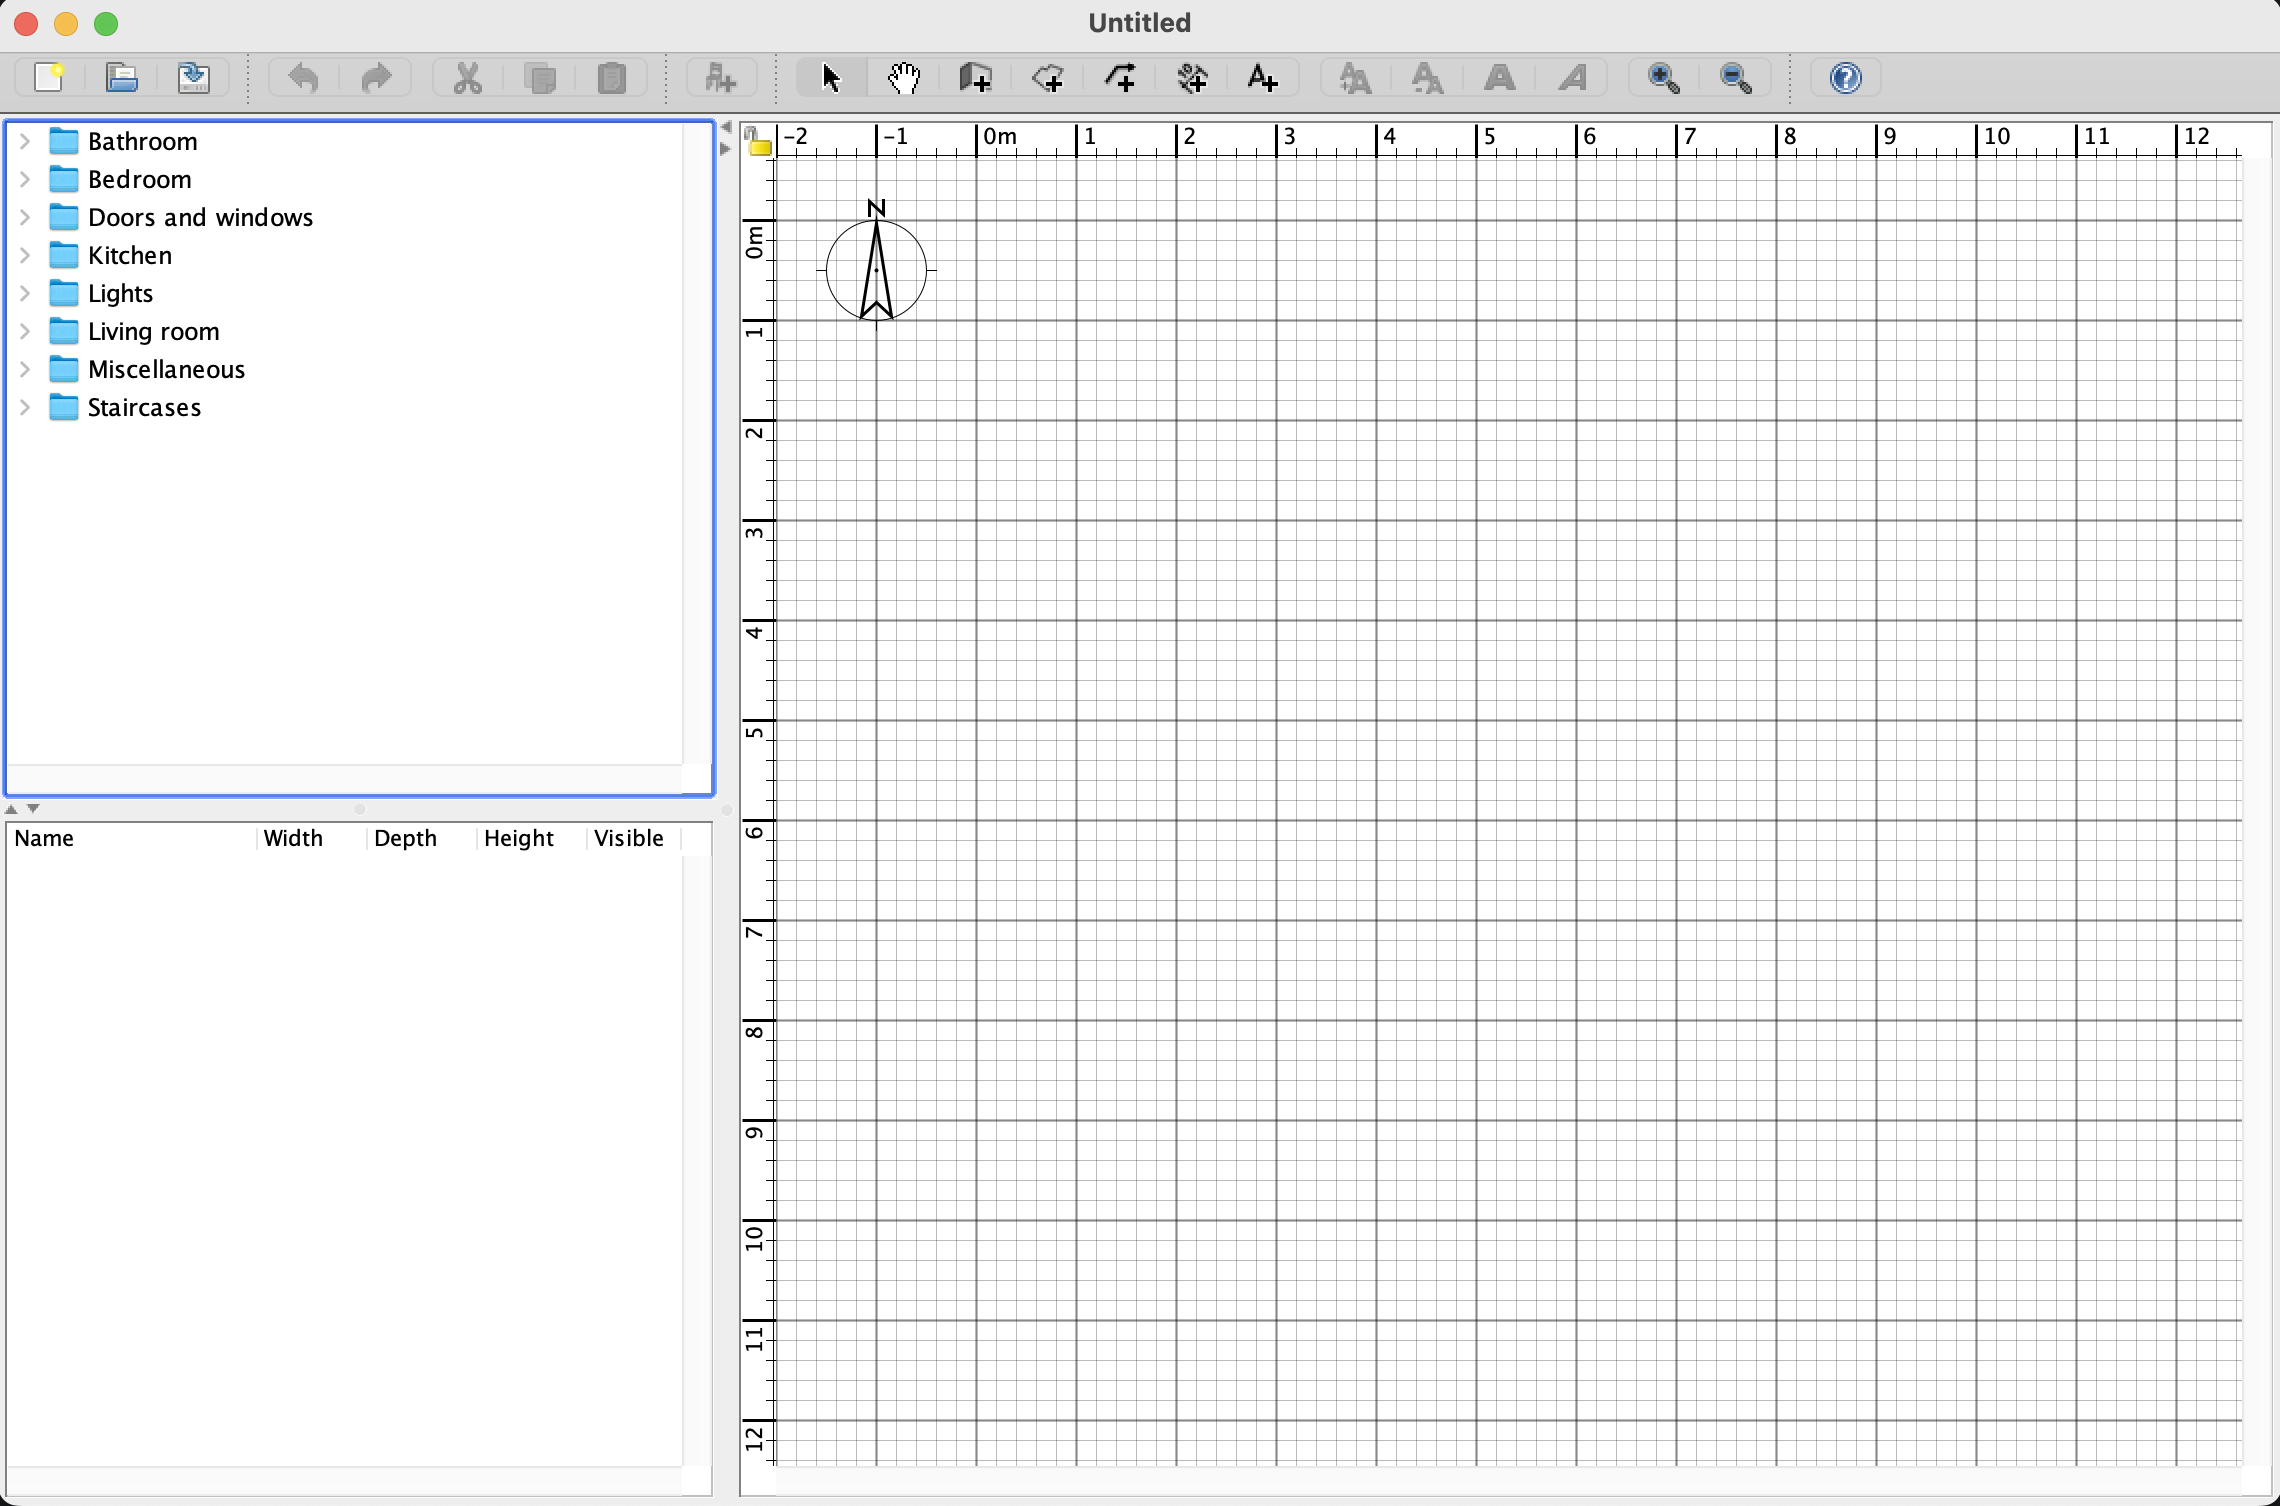 Untitled
Bathroom
Bedroom
Doors and windows
Kitchen
Lights
Living room
Miscellaneous
Staircases
Name Width Depth Height Visible
-2 -1 0m 1 2 3 4 5 6 7 8 9 10 11 12
N
0m
1
2
3
4
5
6
7
8
9
10
11
12